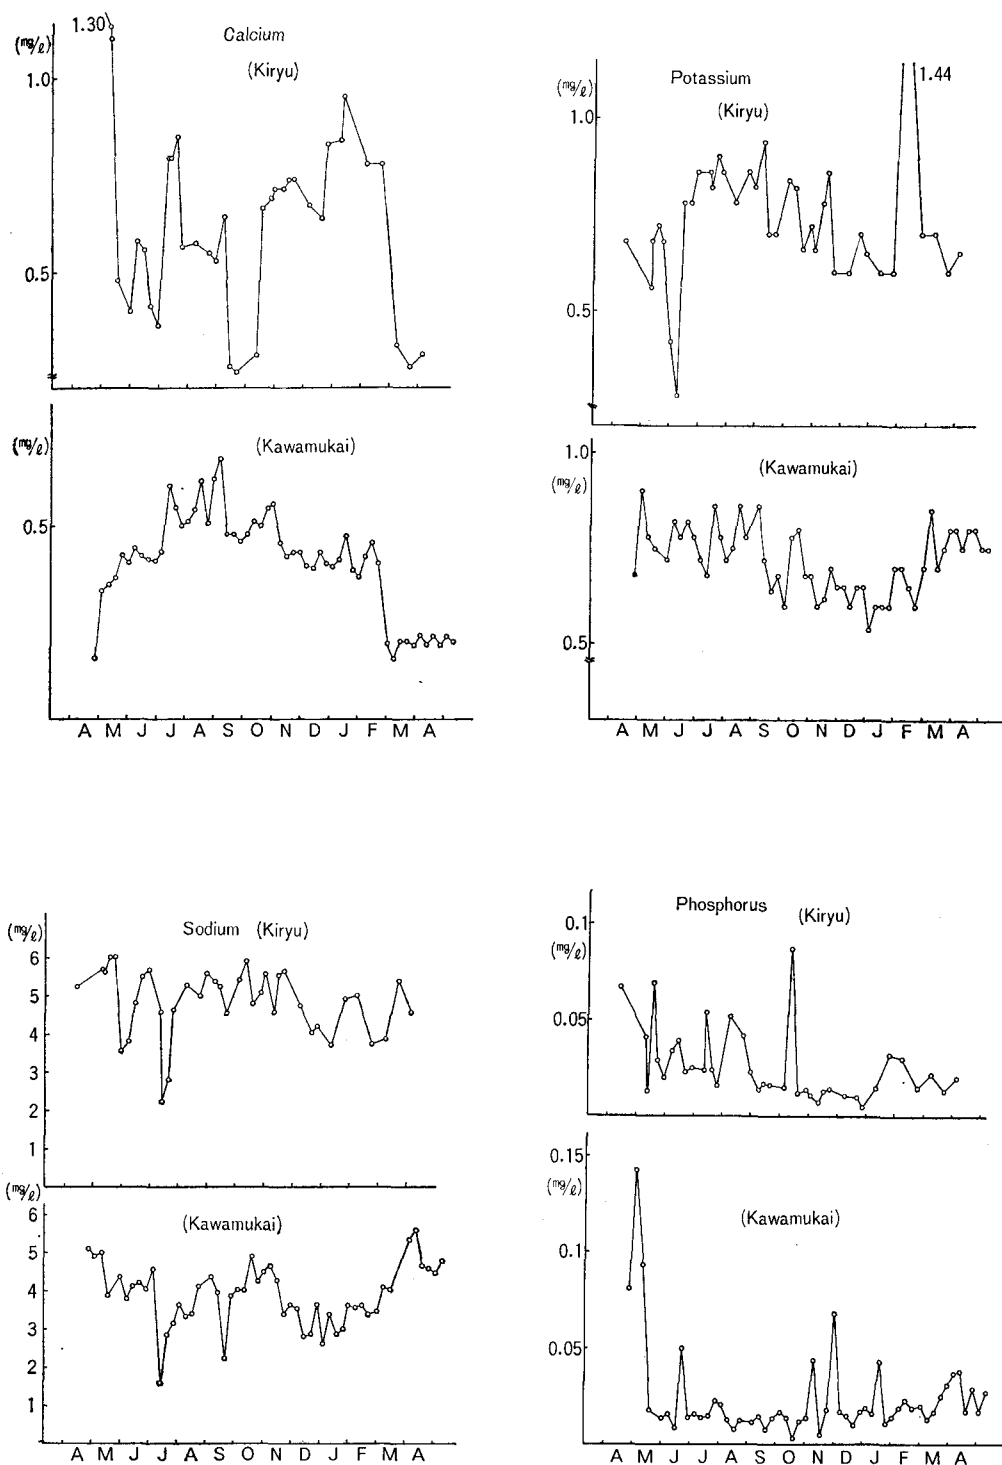 1.30
Calcium
(mg/ℓ)
(Kiryu)
1.0
0.5
(mg/ℓ)
(Kawamukai)
0.5
A M J J A S O N D J F M A
1.44
Potassium
(mg/ℓ)
(Kiryu)
1.0
0.5
1.0
(Kawamukai)
(mg/ℓ)
0.5
A M J J A S O N D J F M A
Sodium (Kiryu)
(mg/ℓ)
6
5
4
3
2
1
(mg/ℓ)
6
(Kawamukai)
5
4
3
2
1
A M J J A S O N D J F M A
Phosphorus (Kiryu)
0.1
(mg/ℓ)
0.05
0.15
(mg/ℓ)
(Kawamukai)
0.1
0.05
A M J J A S O N D J F M A